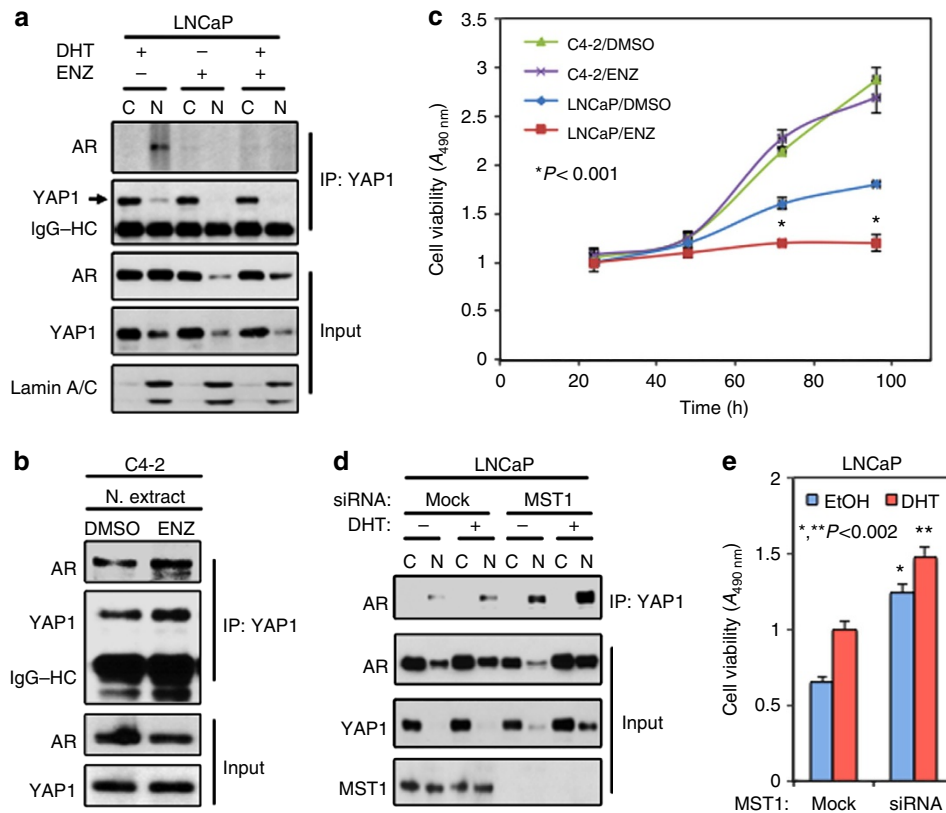 a
LNCaP
DHT + – +
ENZ – + +
C N C N C N
AR
YAP1
IgG–HC
IP: YAP1
AR
YAP1
Lamin A/C
Input
b
C4-2
N. extract
DMSO ENZ
AR
YAP1
IgG–HC
IP: YAP1
AR
YAP1
Input
c
C4-2/DMSO
C4-2/ENZ
LNCaP/DMSO
LNCaP/ENZ
*P< 0.001
* *
Cell viability (A490 nm)
3.5
3
2.5
2
1.5
1
0.5
0
0 20 40 60 80 100
Time (h)
d
LNCaP
siRNA: Mock MST1
DHT: – + – +
C N C N C N C N
AR
IP: YAP1
AR
YAP1
MST1
Input
e
LNCaP
EtOH DHT
*,**P<0.002
* **
Cell viability (A490 nm)
2
1.5
1
0.5
0
MST1: Mock siRNA